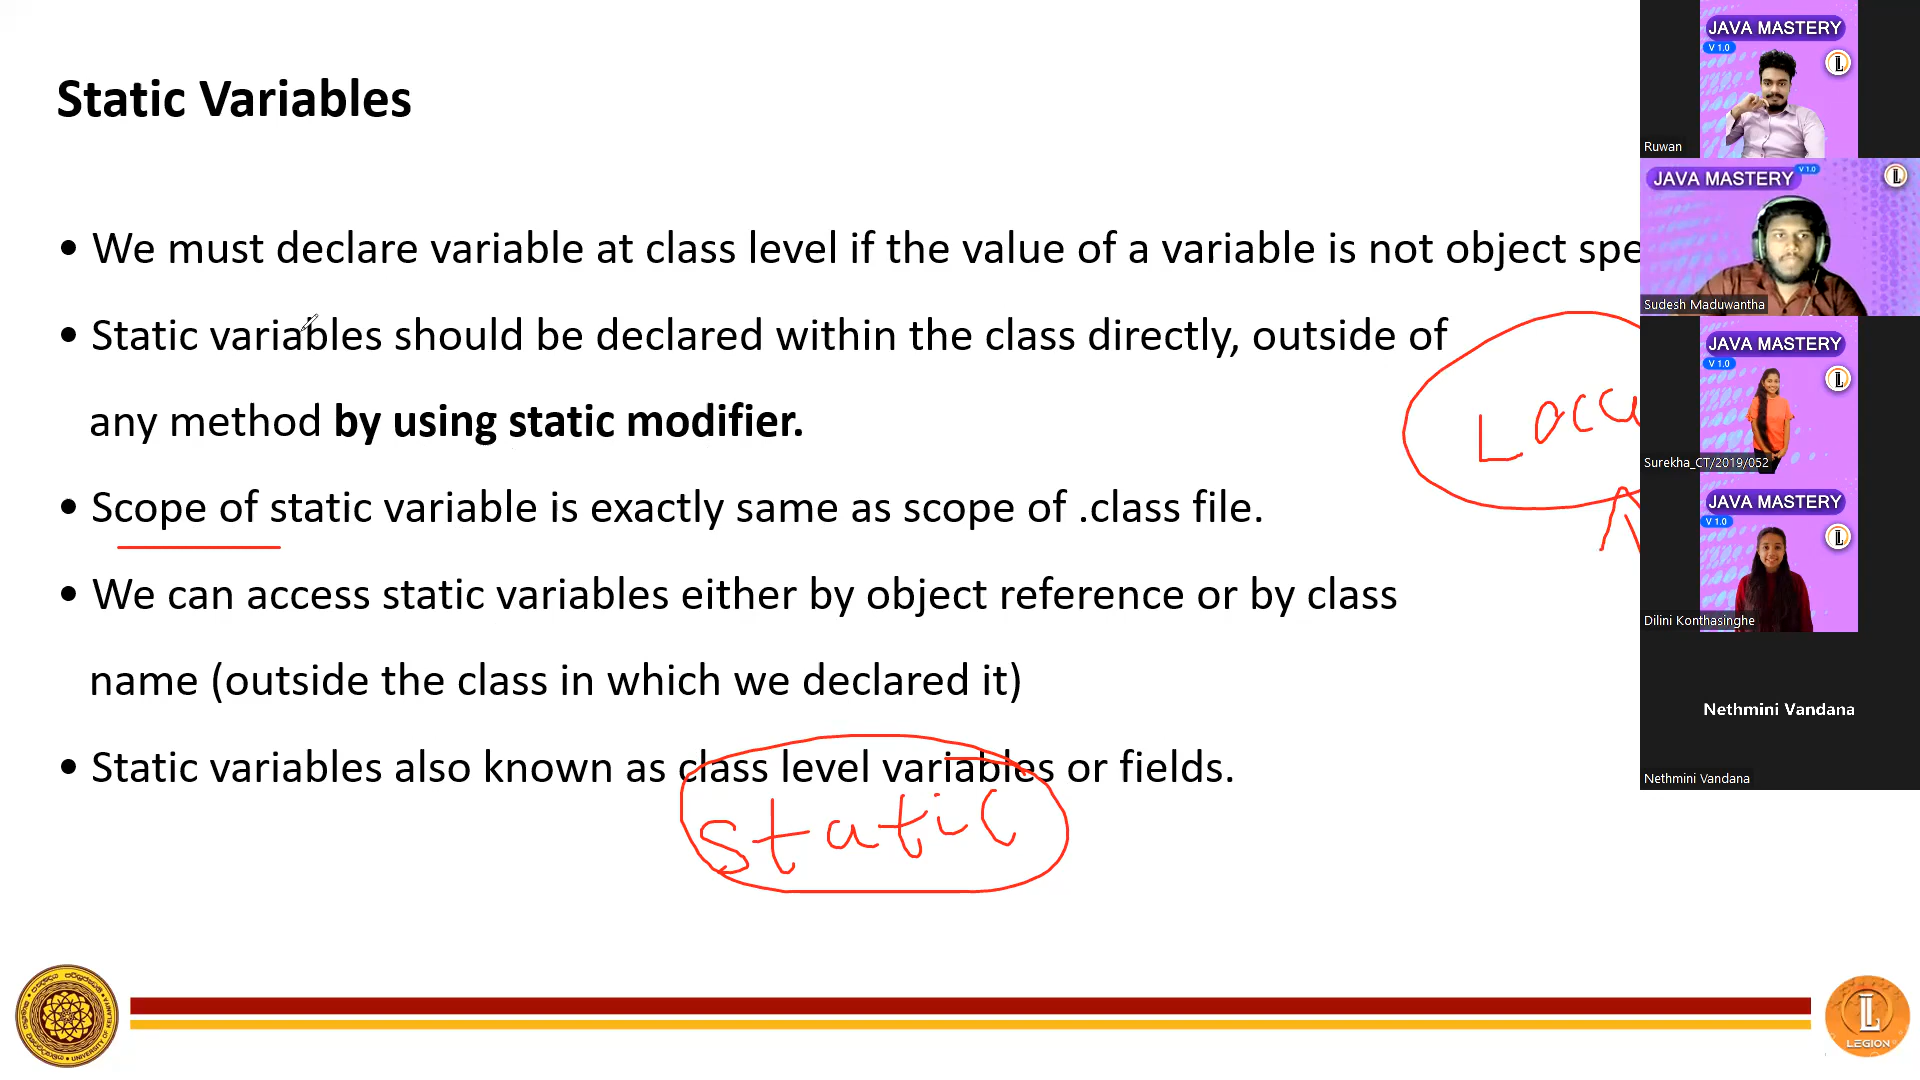 Static Variables
• We must declare variable at class level if the value of a variable is not object spe
• Static variables should be declared within the class directly, outside of
any method by using static modifier.
• Scope of static variable is exactly same as scope of .class file.
• We can access static variables either by object reference or by class
name (outside the class in which we declared it)
• Static variables also known as class level variables or fields.
static
JAVA MASTERY
V 1.0
L
Ruwan
JAVA MASTERY
V 1.0
L
Sudesh Maduwantha
JAVA MASTERY
V 1.0
L
Surekha_CT/2019/052
JAVA MASTERY
V 1.0
L
Dilini Konthasinghe
Nethmini Vandana
Nethmini Vandana
L
LEGION